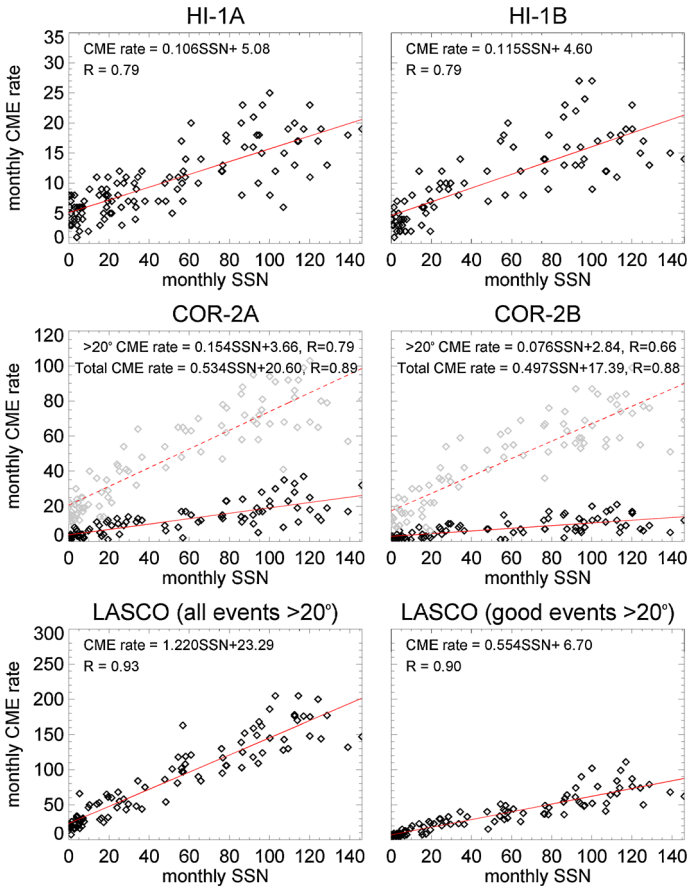 HI-1A
HI-1B
CME rate = 0.106SSN+ 5.08
R = 0.79
CME rate = 0.115SSN+ 4.60
R = 0.79
monthly CME rate
35
30
25
20
15
10
5
0
0 20 40 60 80 100 120 140
0 20 40 60 80 100 120 140
monthly SSN
monthly SSN
COR-2A
COR-2B
>20° CME rate = 0.154SSN+3.66, R=0.79
Total CME rate = 0.534SSN+20.60, R=0.89
>20° CME rate = 0.076SSN+2.84, R=0.66
Total CME rate = 0.497SSN+17.39, R=0.88
monthly CME rate
120
100
80
60
40
20
0
0 20 40 60 80 100 120 140
0 20 40 60 80 100 120 140
monthly SSN
monthly SSN
LASCO (all events >20°)
LASCO (good events >20°)
CME rate = 1.220SSN+23.29
R = 0.93
CME rate = 0.554SSN+ 6.70
R = 0.90
monthly CME rate
300
250
200
150
100
50
0
0 20 40 60 80 100 120 140
0 20 40 60 80 100 120 140
monthly SSN
monthly SSN